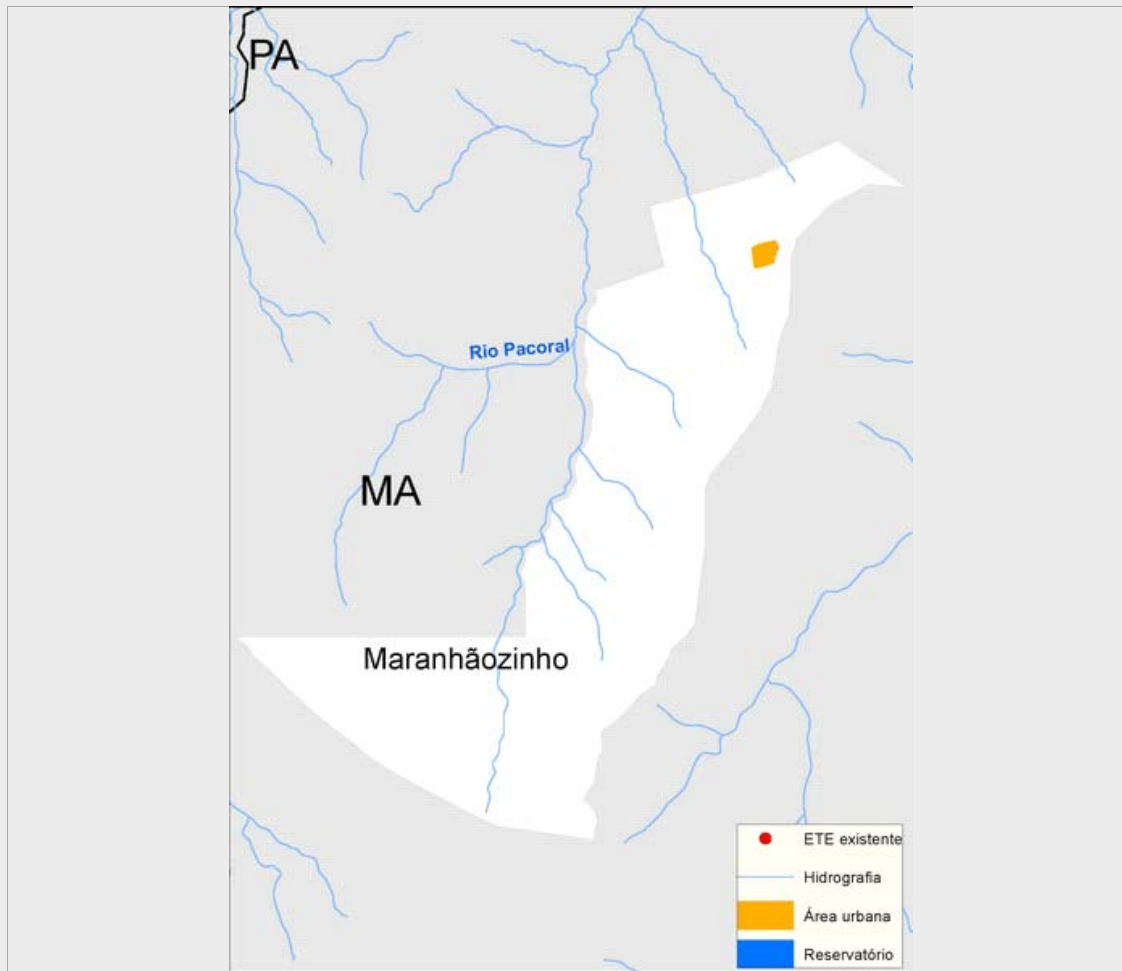 PA
Rio Pacoral
MA
Maranhãozinho
ETE existente
Hidrografia
Área urbana
Reservatório